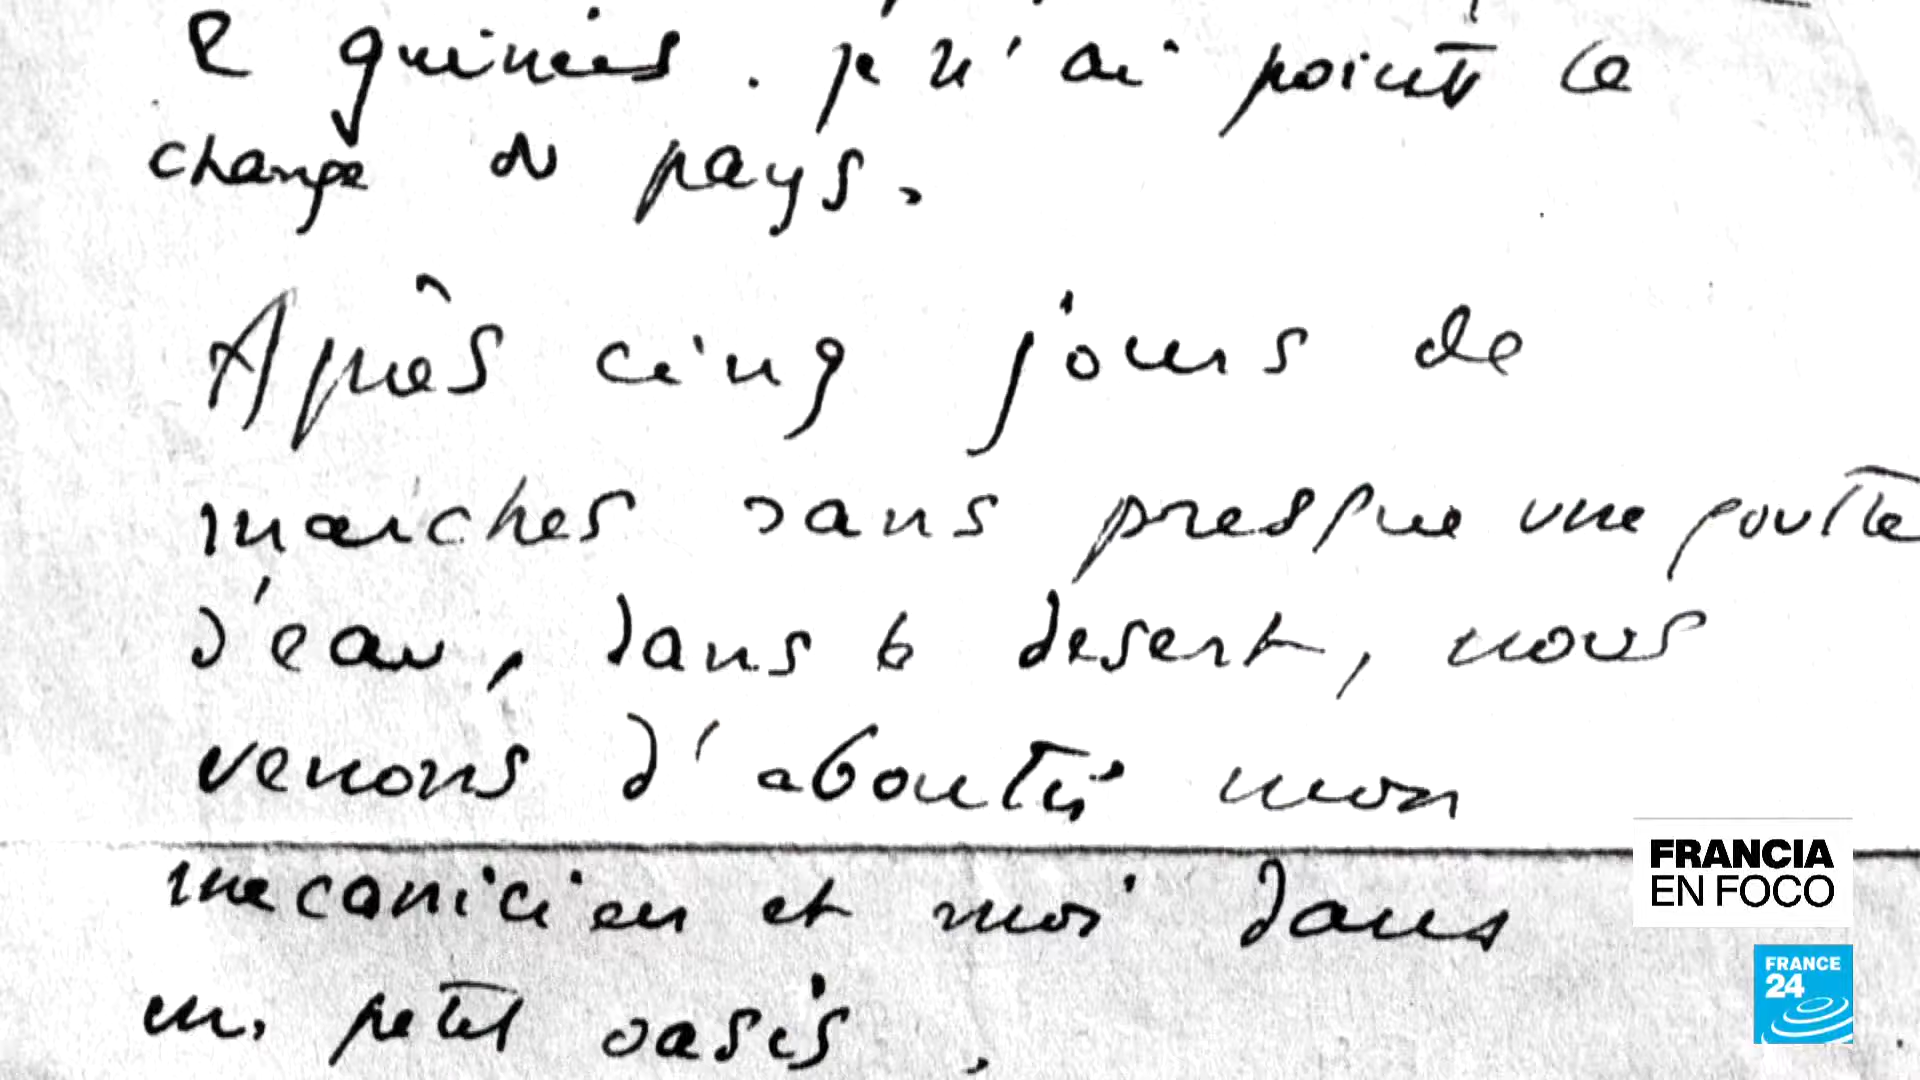 2 guinées. je n'ai point le
change du pays.
Après cinq jours de
marches sans presque une goutte
d'eau, dans le desert, nous
venons d'aboutir mon
mecanicien et moi dans
un petit oasis,
FRANCIA
EN FOCO
FRANCE
24